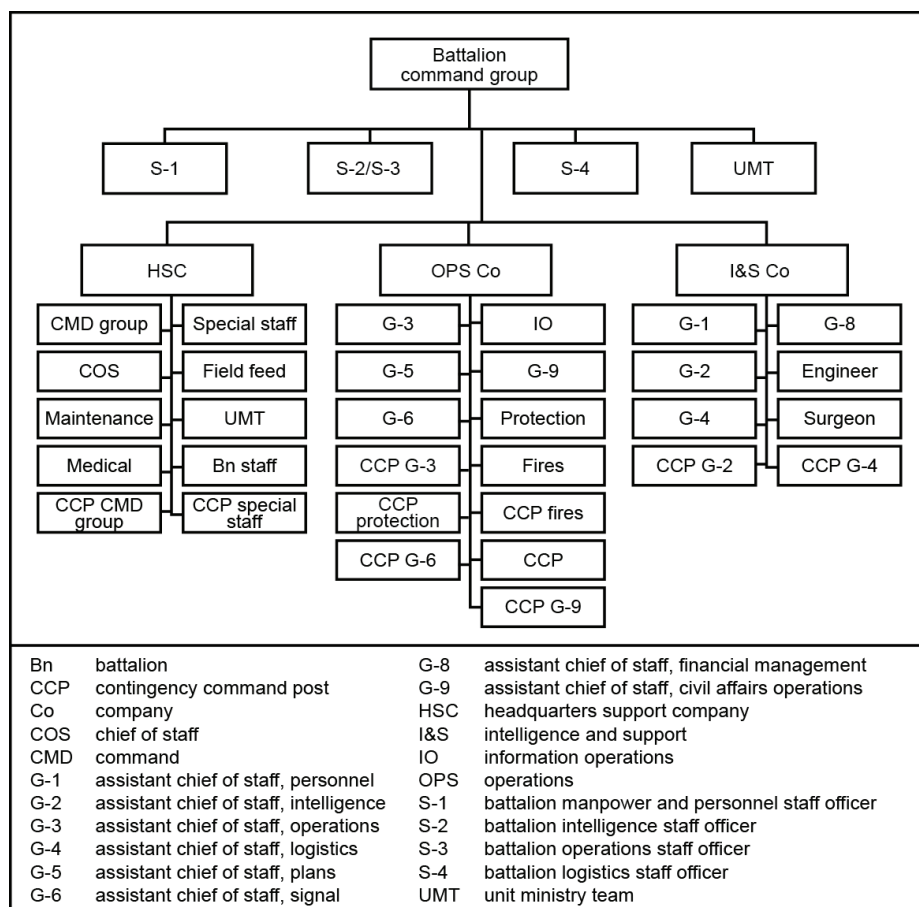 Battalion
command group
S-1
S-2/S-3
S-4
UMT
HSC
OPS Co
I&S Co
CMD group
Special staff
COS
Field feed
Maintenance
UMT
Medical
Bn staff
CCP CMD
group
CCP special
staff
G-3
IO
G-5
G-9
G-6
Protection
CCP G-3
Fires
CCP
protection
CCP fires
CCP G-6
CCP
CCP G-9
G-1
G-8
G-2
Engineer
G-4
Surgeon
CCP G-2
CCP G-4
Bn battalion
CCP contingency command post
Co company
COS chief of staff
CMD command
G-1 assistant chief of staff, personnel
G-2 assistant chief of staff, intelligence
G-3 assistant chief of staff, operations
G-4 assistant chief of staff, logistics
G-5 assistant chief of staff, plans
G-6 assistant chief of staff, signal
G-8 assistant chief of staff, financial management
G-9 assistant chief of staff, civil affairs operations
HSC headquarters support company
I&S intelligence and support
IO information operations
OPS operations
S-1 battalion manpower and personnel staff officer
S-2 battalion intelligence staff officer
S-3 battalion operations staff officer
S-4 battalion logistics staff officer
UMT unit ministry team